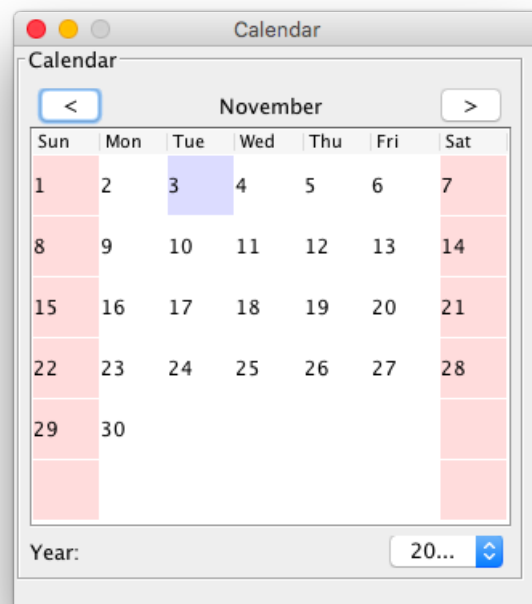 Calendar
Calendar
< November >
Sun Mon Tue Wed Thu Fri Sat
1 2 3 4 5 6 7
8 9 10 11 12 13 14
15 16 17 18 19 20 21
22 23 24 25 26 27 28
29 30
Year: 20...